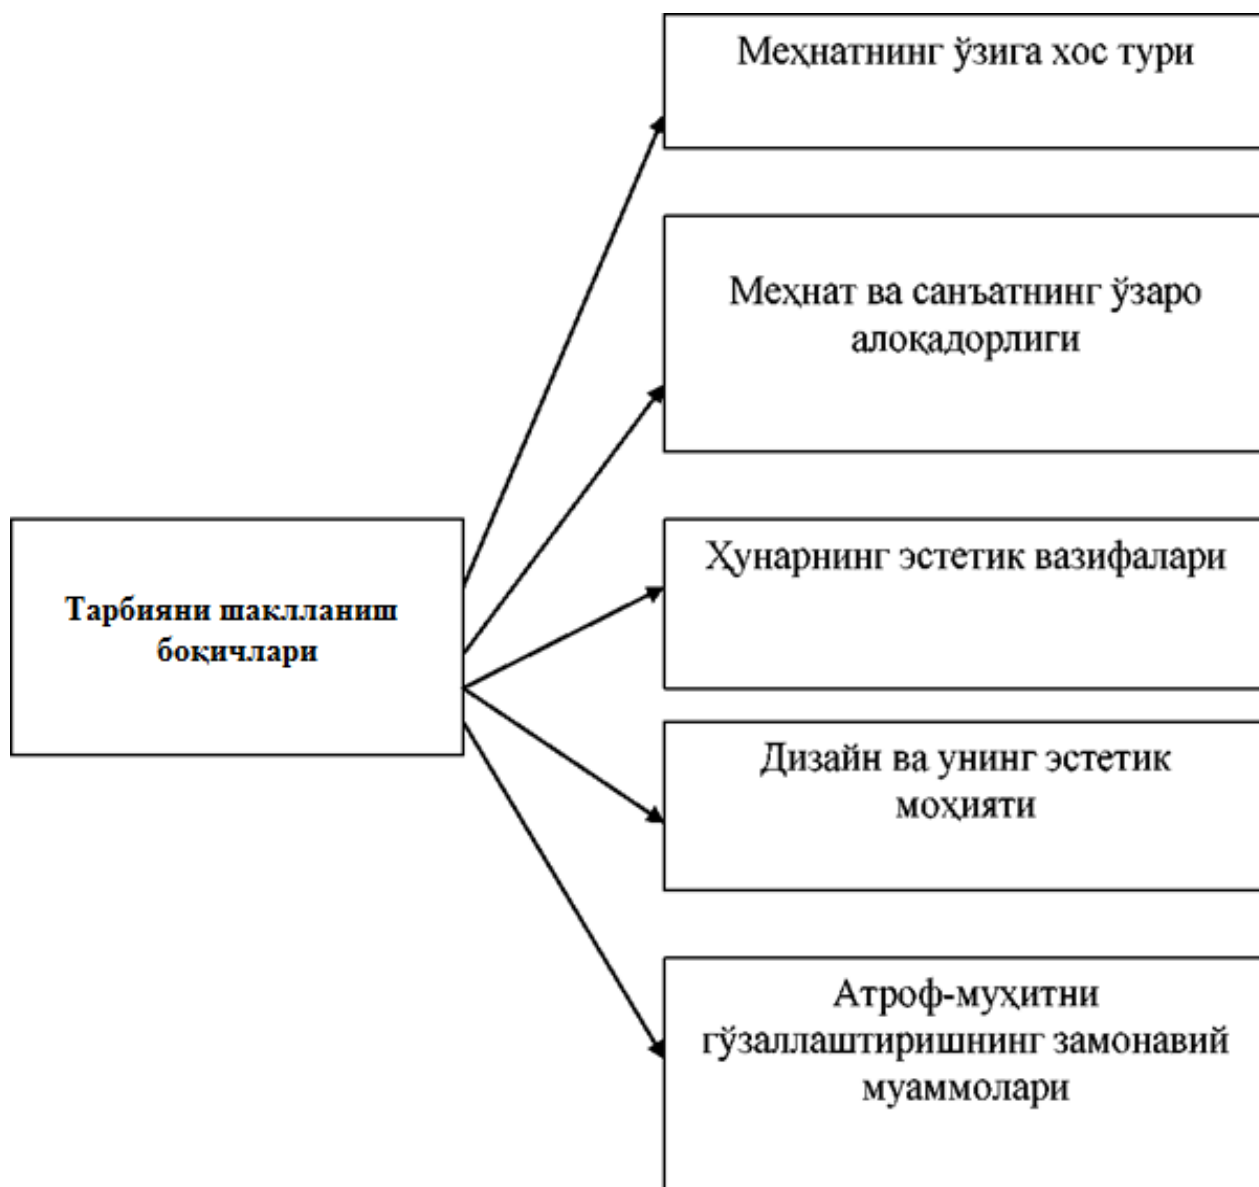 Меҳнатнинг ўзига хос тури
Меҳнат ва санъатнинг ўзаро
алоқадорлиги
Тарбияни шаклланиш
боқичлари
Ҳунарнинг эстетик вазифалари
Дизайн ва унинг эстетик
моҳияти
Атроф-муҳитни
гўзаллаштиришнинг замонавий
муаммолари